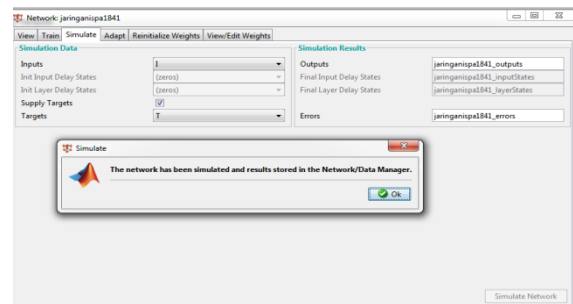 Network: jaringanispa1841
View Train Simulate Adapt Reinitialize Weights View/Edit Weights
Simulation Data
Inputs I
Init Input Delay States (zeros)
Init Layer Delay States (zeros)
Supply Targets
Targets T
Simulation Results
Outputs jaringanispa1841_outputs
Final Input Delay States jaringanispa1841_inputStates
Final Layer Delay States jaringanispa1841_layerStates
Errors jaringanispa1841_errors
Simulate
The network has been simulated and results stored in the Network/Data Manager.
Ok
Simulate Network